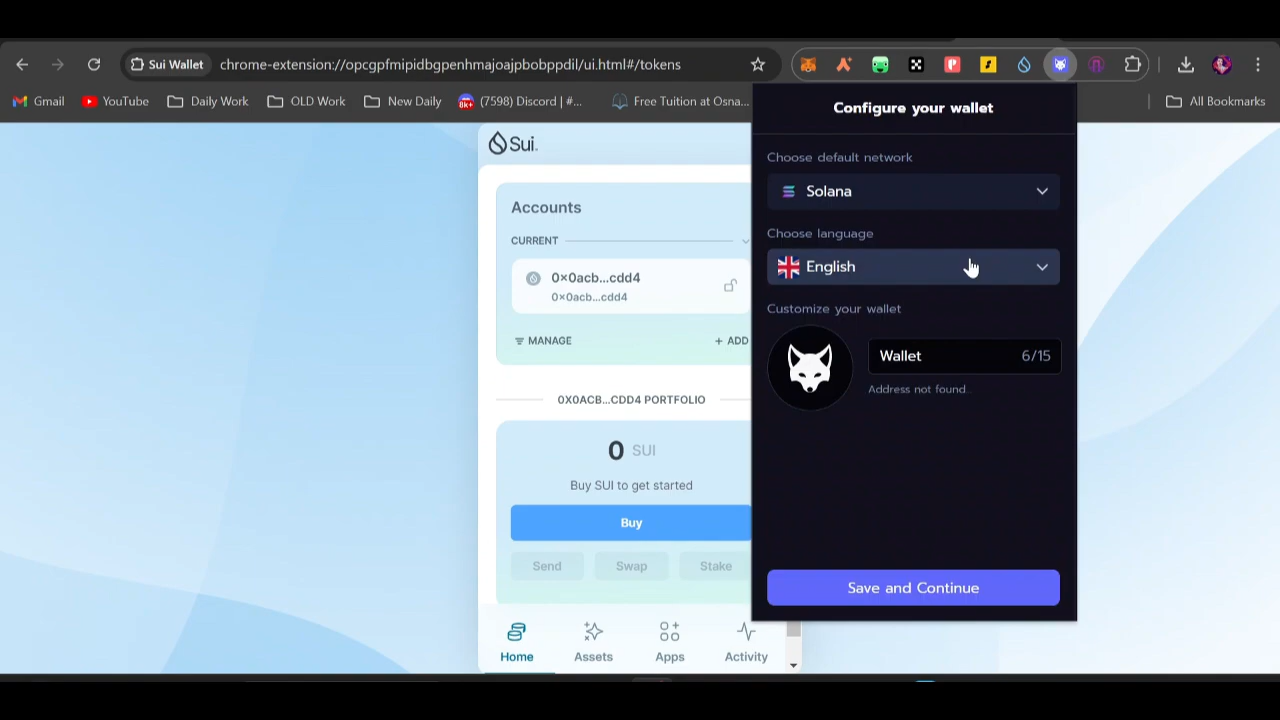 Sui Wallet
chrome-extension://opcgpfmipidbgpenhmajoajpbobppdil/ui.html#/tokens
Gmail
YouTube
Daily Work
OLD Work
New Daily
8K+
(7598) Discord | #...
Free Tuition at Osna...
All Bookmarks
Sui
Accounts
CURRENT
0x0acb...cdd4
0x0acb...cdd4
MANAGE
+ ADD
0X0ACB...CDD4 PORTFOLIO
0 SUI
Buy SUI to get started
Buy
Send
Swap
Stake
Home
Assets
Apps
Activity
Configure your wallet
Choose default network
Solana
Choose language
English
Customize your wallet
Wallet
6/15
Address not found..
Save and Continue